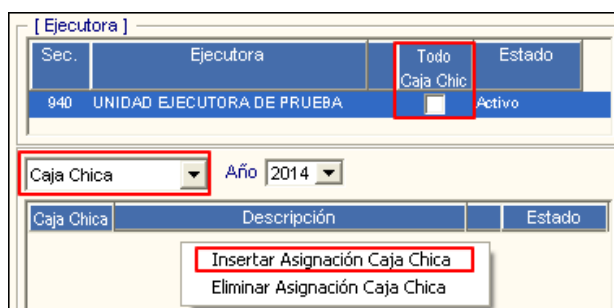 [ Ejecutora ]
Sec. Ejecutora Todo Caja Chic Estado
940 UNIDAD EJECUTORA DE PRUEBA Activo
Caja Chica Año 2014
Caja Chica Descripción Estado
Insertar Asignación Caja Chica
Eliminar Asignación Caja Chica